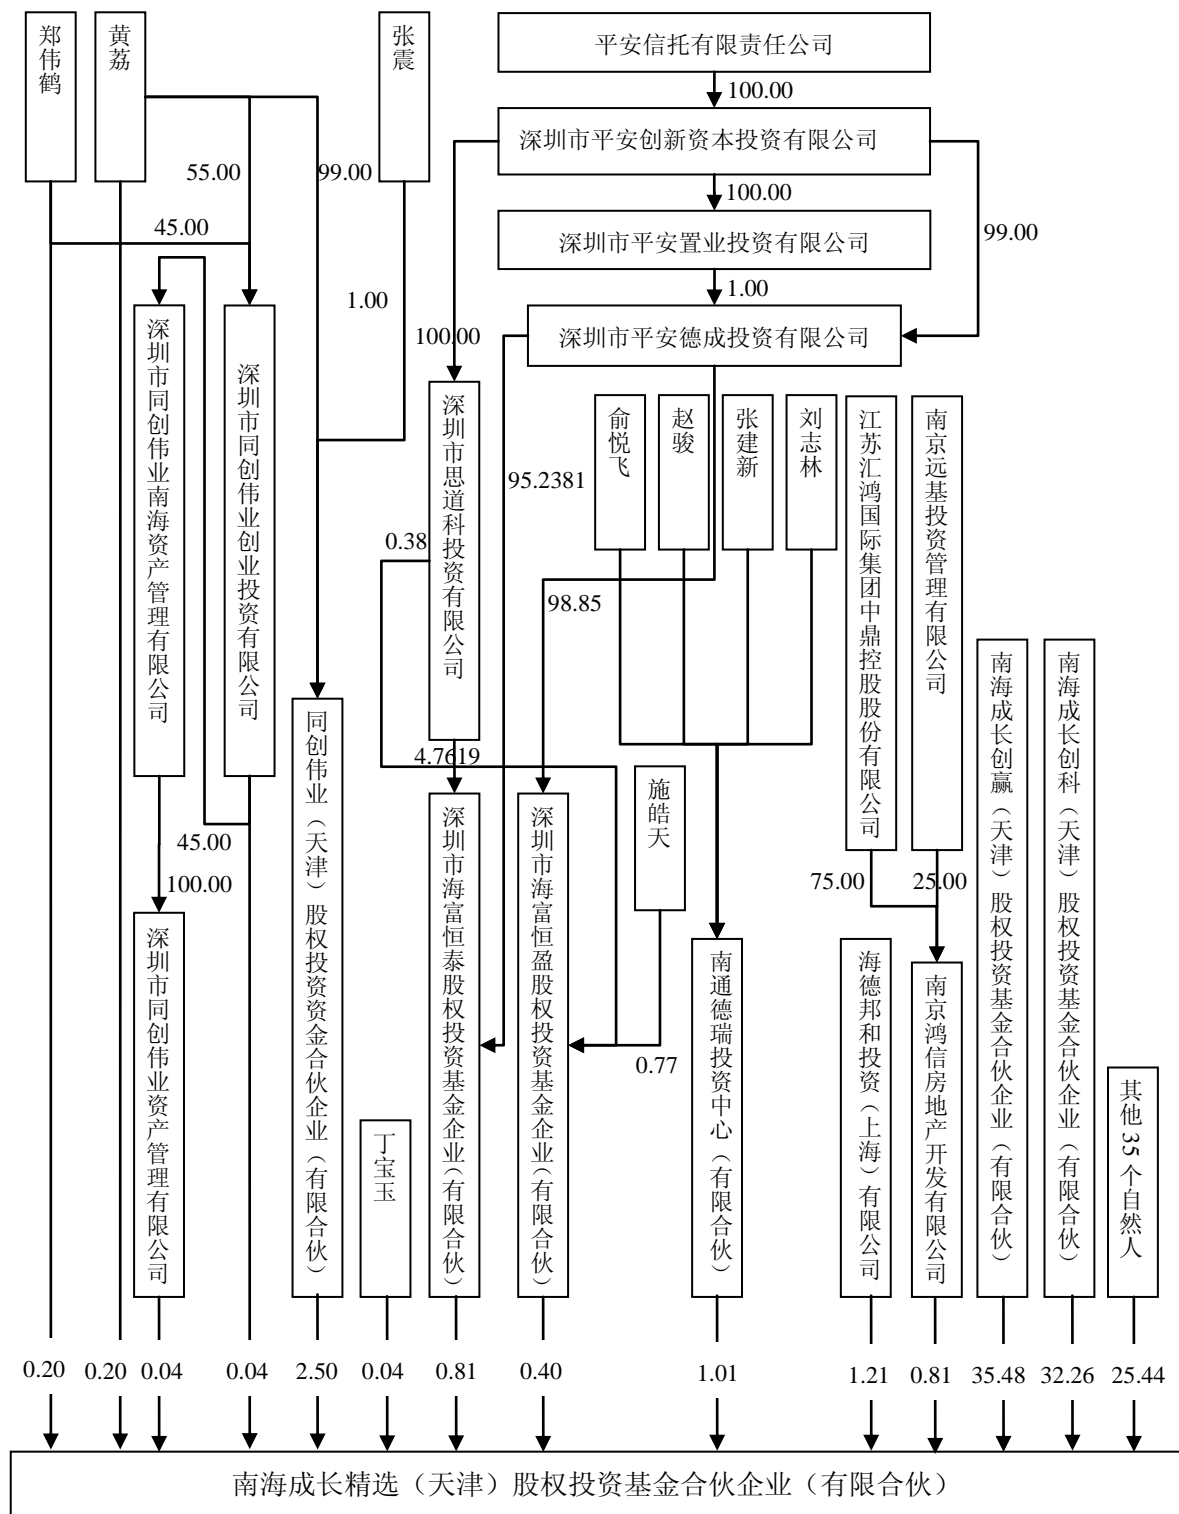 郑伟鹤
黄荔
张震
平安信托有限责任公司
100.00
深圳市平安创新资本投资有限公司
55.00
99.00
100.00
45.00
深圳市平安置业投资有限公司
99.00
1.00
1.00
深圳市平安德成投资有限公司
100.00
深圳市同创伟业南海资产管理有限公司
深圳市同创伟业创业投资有限公司
深圳市思道科投资有限公司
95.2381
俞悦飞
赵骏
张建新
刘志林
江苏汇鸿国际集团中鼎控股股份有限公司
南京远基投资管理有限公司
0.38
98.85
南海成长创赢（天津）股权投资基金合伙企业（有限合伙）
南海成长创科（天津）股权投资基金合伙企业（有限合伙）
同创伟业（天津）股权投资资金合伙企业（有限合伙）
4.7619
深圳市海富恒泰股权投资基金企业（有限合伙）
深圳市海富恒盈股权投资基金企业（有限合伙）
施皓天
45.00
100.00
75.00
25.00
深圳市同创伟业资产管理有限公司
南通德瑞投资中心（有限合伙）
海德邦和投资（上海）有限公司
南京鸿信房地产开发有限公司
0.77
丁宝玉
其他 35 个自然人
0.20
0.20
0.04
0.04
2.50
0.04
0.81
0.40
1.01
1.21
0.81
35.48
32.26
25.44
南海成长精选（天津）股权投资基金合伙企业（有限合伙）